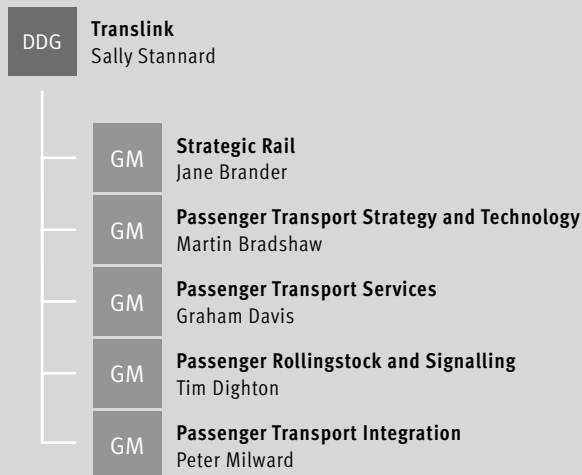 DDG
Translink
Sally Stannard
GM
Strategic Rail
Jane Brander
GM
Passenger Transport Strategy and Technology
Martin Bradshaw
GM
Passenger Transport Services
Graham Davis
GM
Passenger Rollingstock and Signalling
Tim Dighton
GM
Passenger Transport Integration
Peter Milward